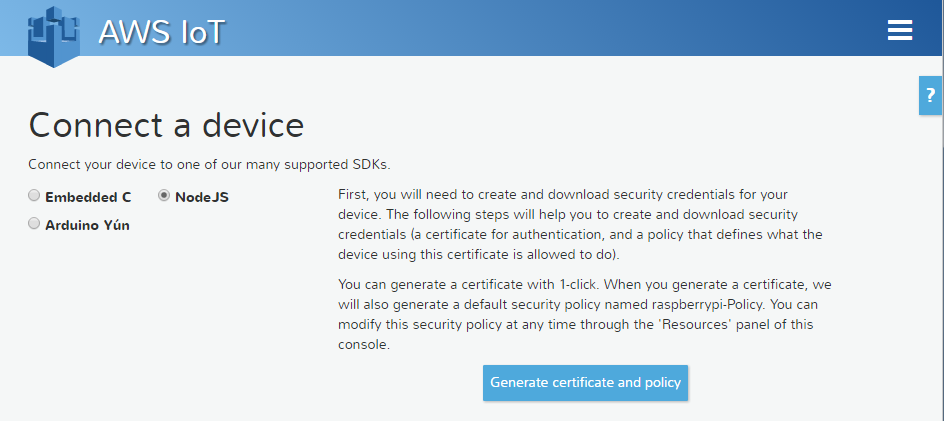 AWS IoT
?
Connect a device
Connect your device to one of our many supported SDKs.
Embedded C
NodeJS
Arduino Yún
First, you will need to create and download security credentials for your
device. The following steps will help you to create and download security
credentials (a certificate for authentication, and a policy that defines what the
device using this certificate is allowed to do).
You can generate a certificate with 1-click. When you generate a certificate, we
will also generate a default security policy named raspberrypi-Policy. You can
modify this security policy at any time through the 'Resources' panel of this
console.
Generate certificate and policy